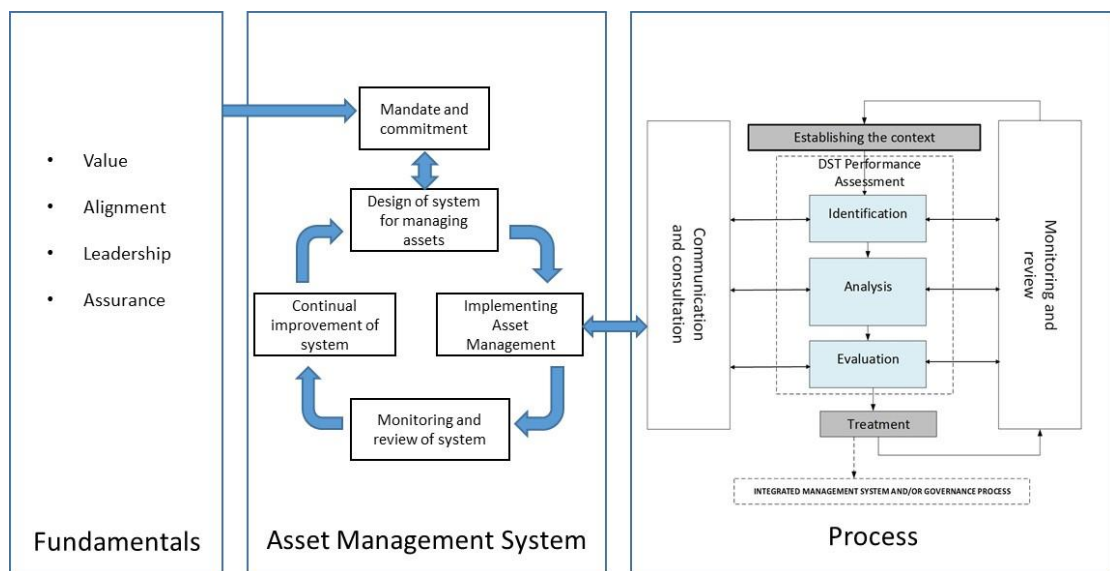 • Value
• Alignment
• Leadership
• Assurance
Fundamentals
Mandate and
commitment
Design of system
for managing
assets
Continual
improvement of
system
Implementing
Asset
Management
Monitoring and
review of system
Asset Management System
Communication
and consultation
Establishing the context
DST Performance
Assessment
Identification
Analysis
Evaluation
Treatment
Monitoring and
review
INTEGRATED MANAGEMENT SYSTEM AND/OR GOVERNANCE PROCESS
Process